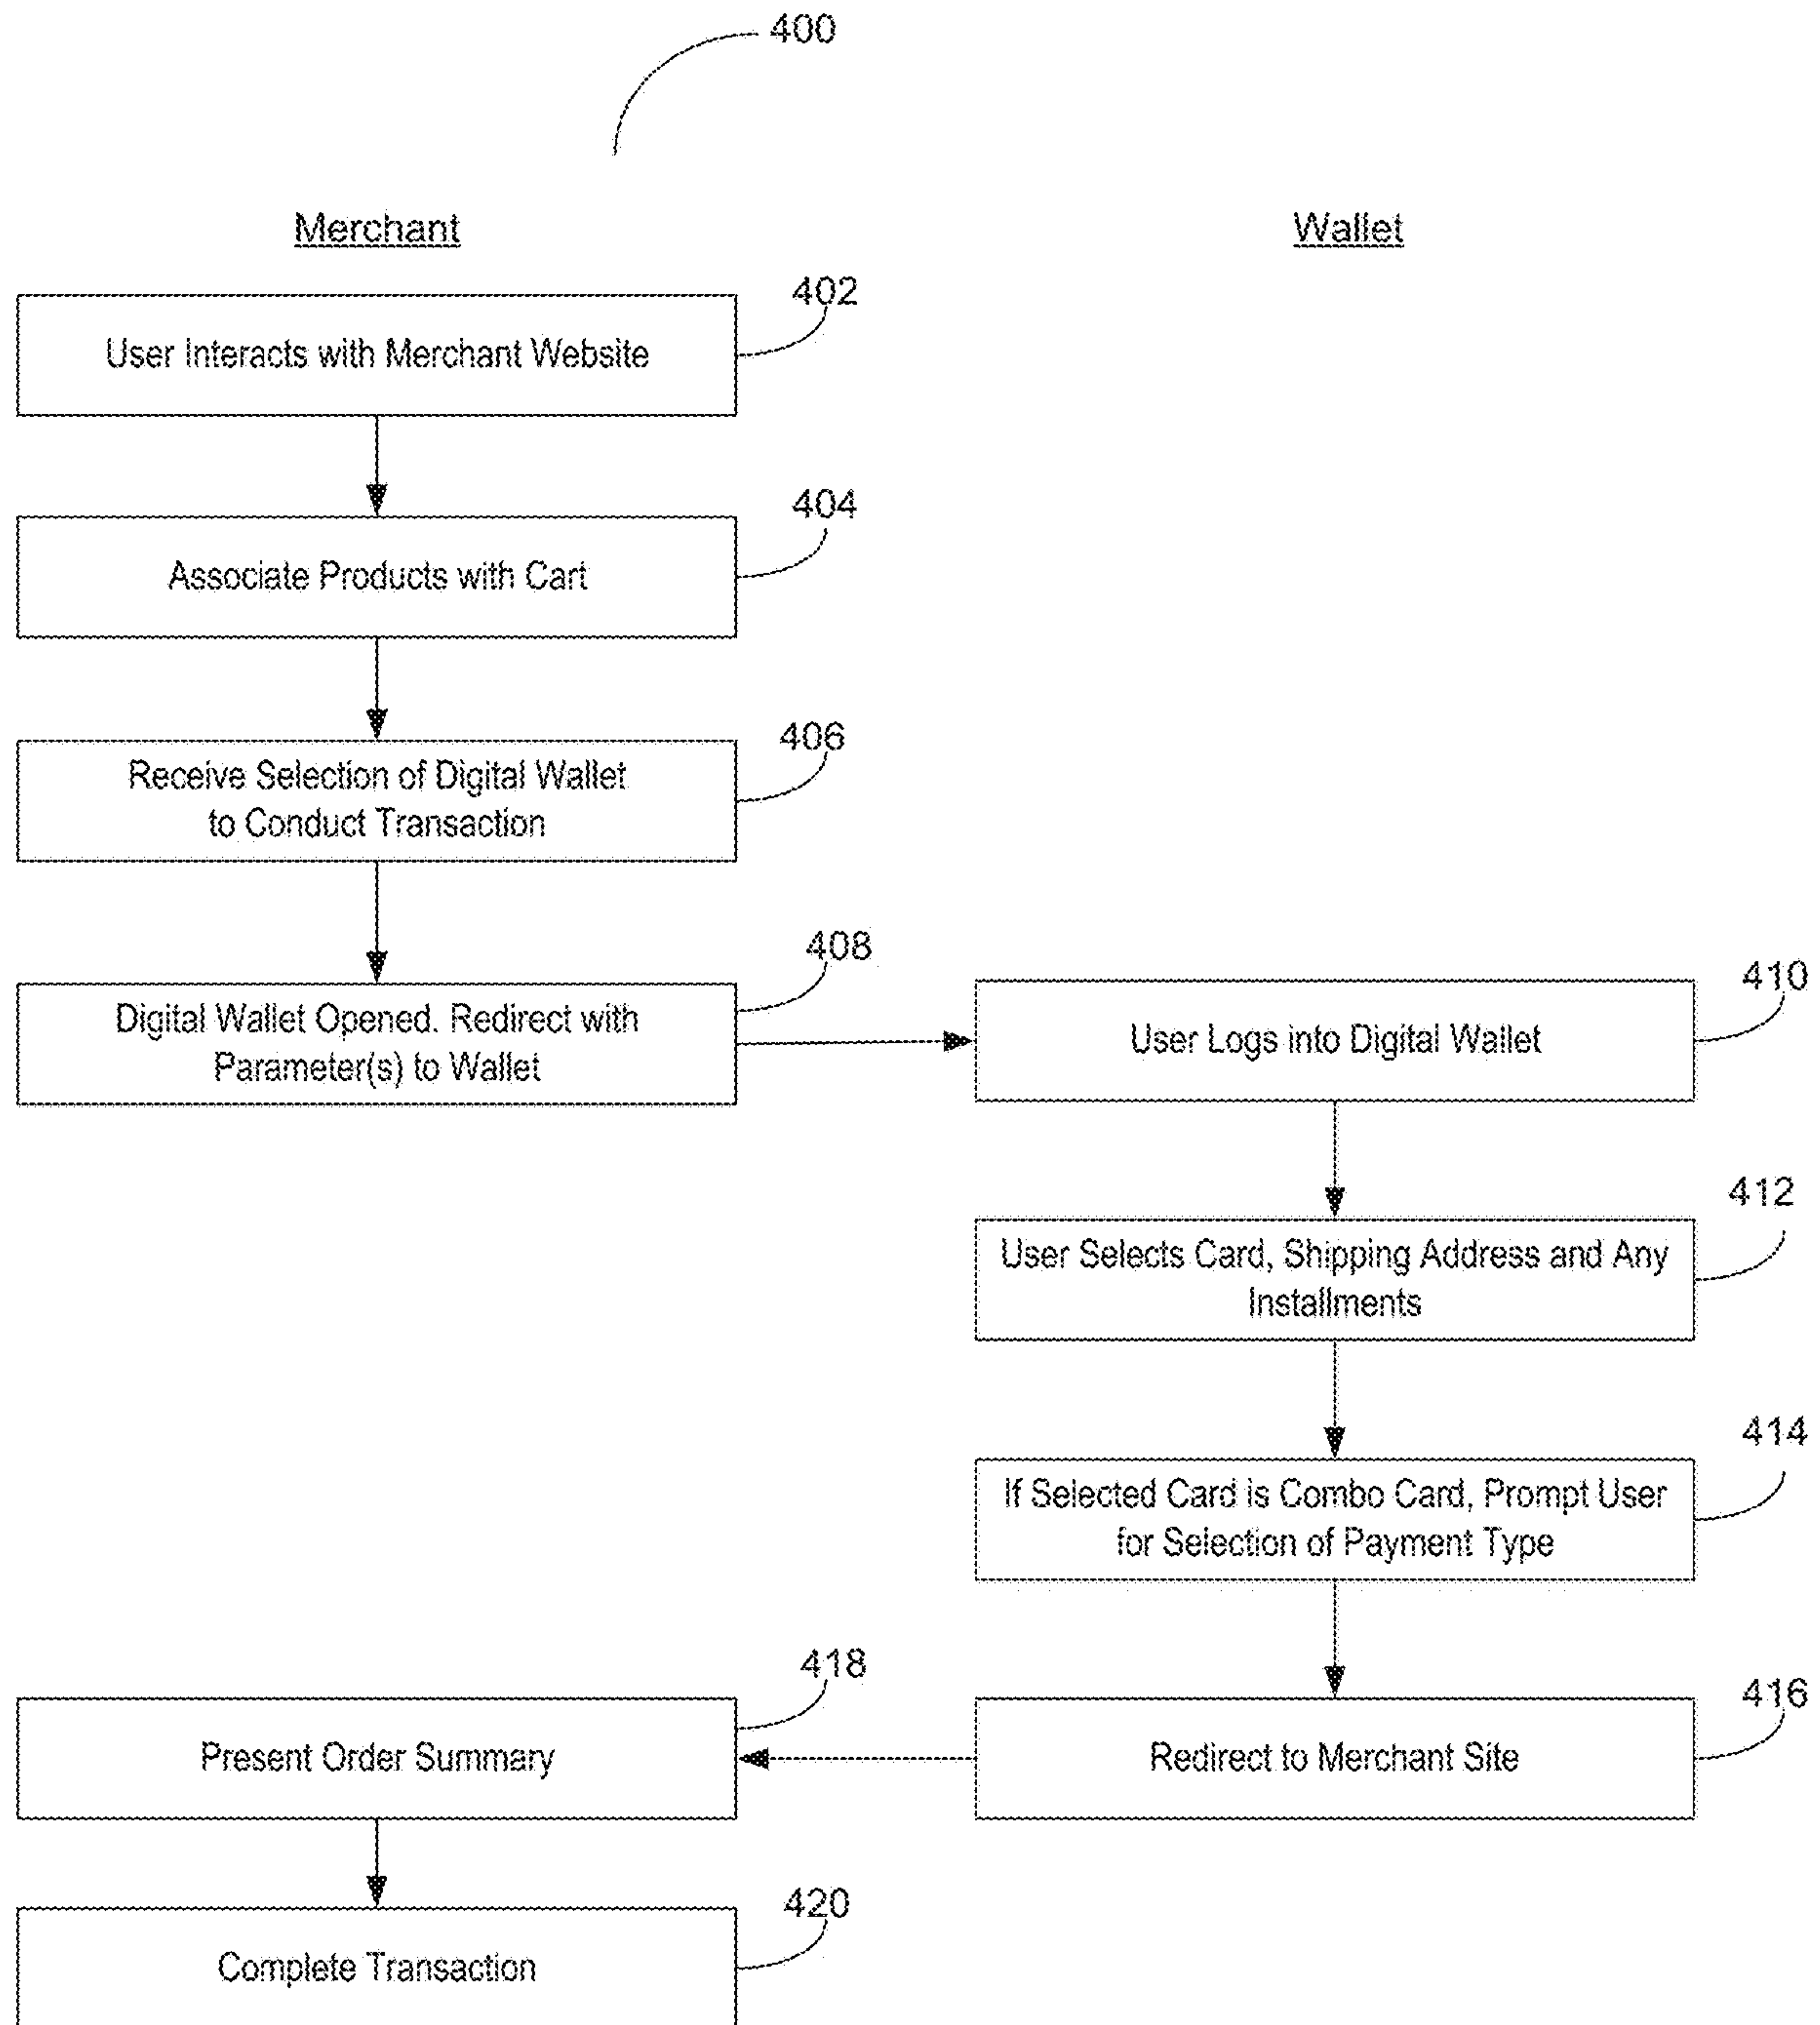 400
Merchant
Wallet
402
User Interacts with Merchant Website
404
Associate Products with Cart
406
Receive Selection of Digital Wallet
to Conduct Transaction
408
Digital Wallet Opened. Redirect with
Parameter(s) to Wallet
410
User Logs into Digital Wallet
412
User Selects Card, Shipping Address and Any
Installments
414
If Selected Card is Combo Card, Prompt User
for Selection of Payment Type
416
Redirect to Merchant Site
418
Present Order Summary
420
Complete Transaction